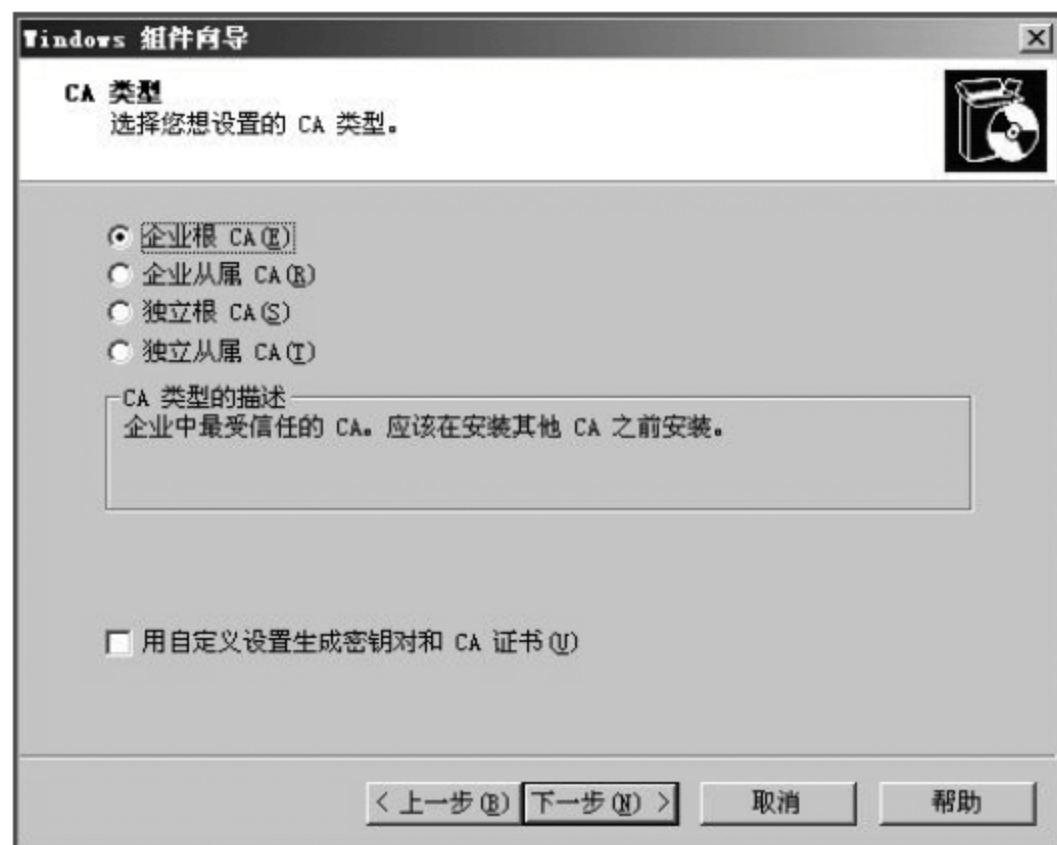 Windows 组件向导
CA 类型
选择您想设置的 CA 类型。
企业根 CA(E)
企业从属 CA(R)
独立根 CA(S)
独立从属 CA(T)
CA 类型的描述
企业中最受信任的 CA。应该在安装其他 CA 之前安装。
用自定义设置生成密钥对和 CA 证书(U)
< 上一步(B) 下一步(N) > 取消 帮助